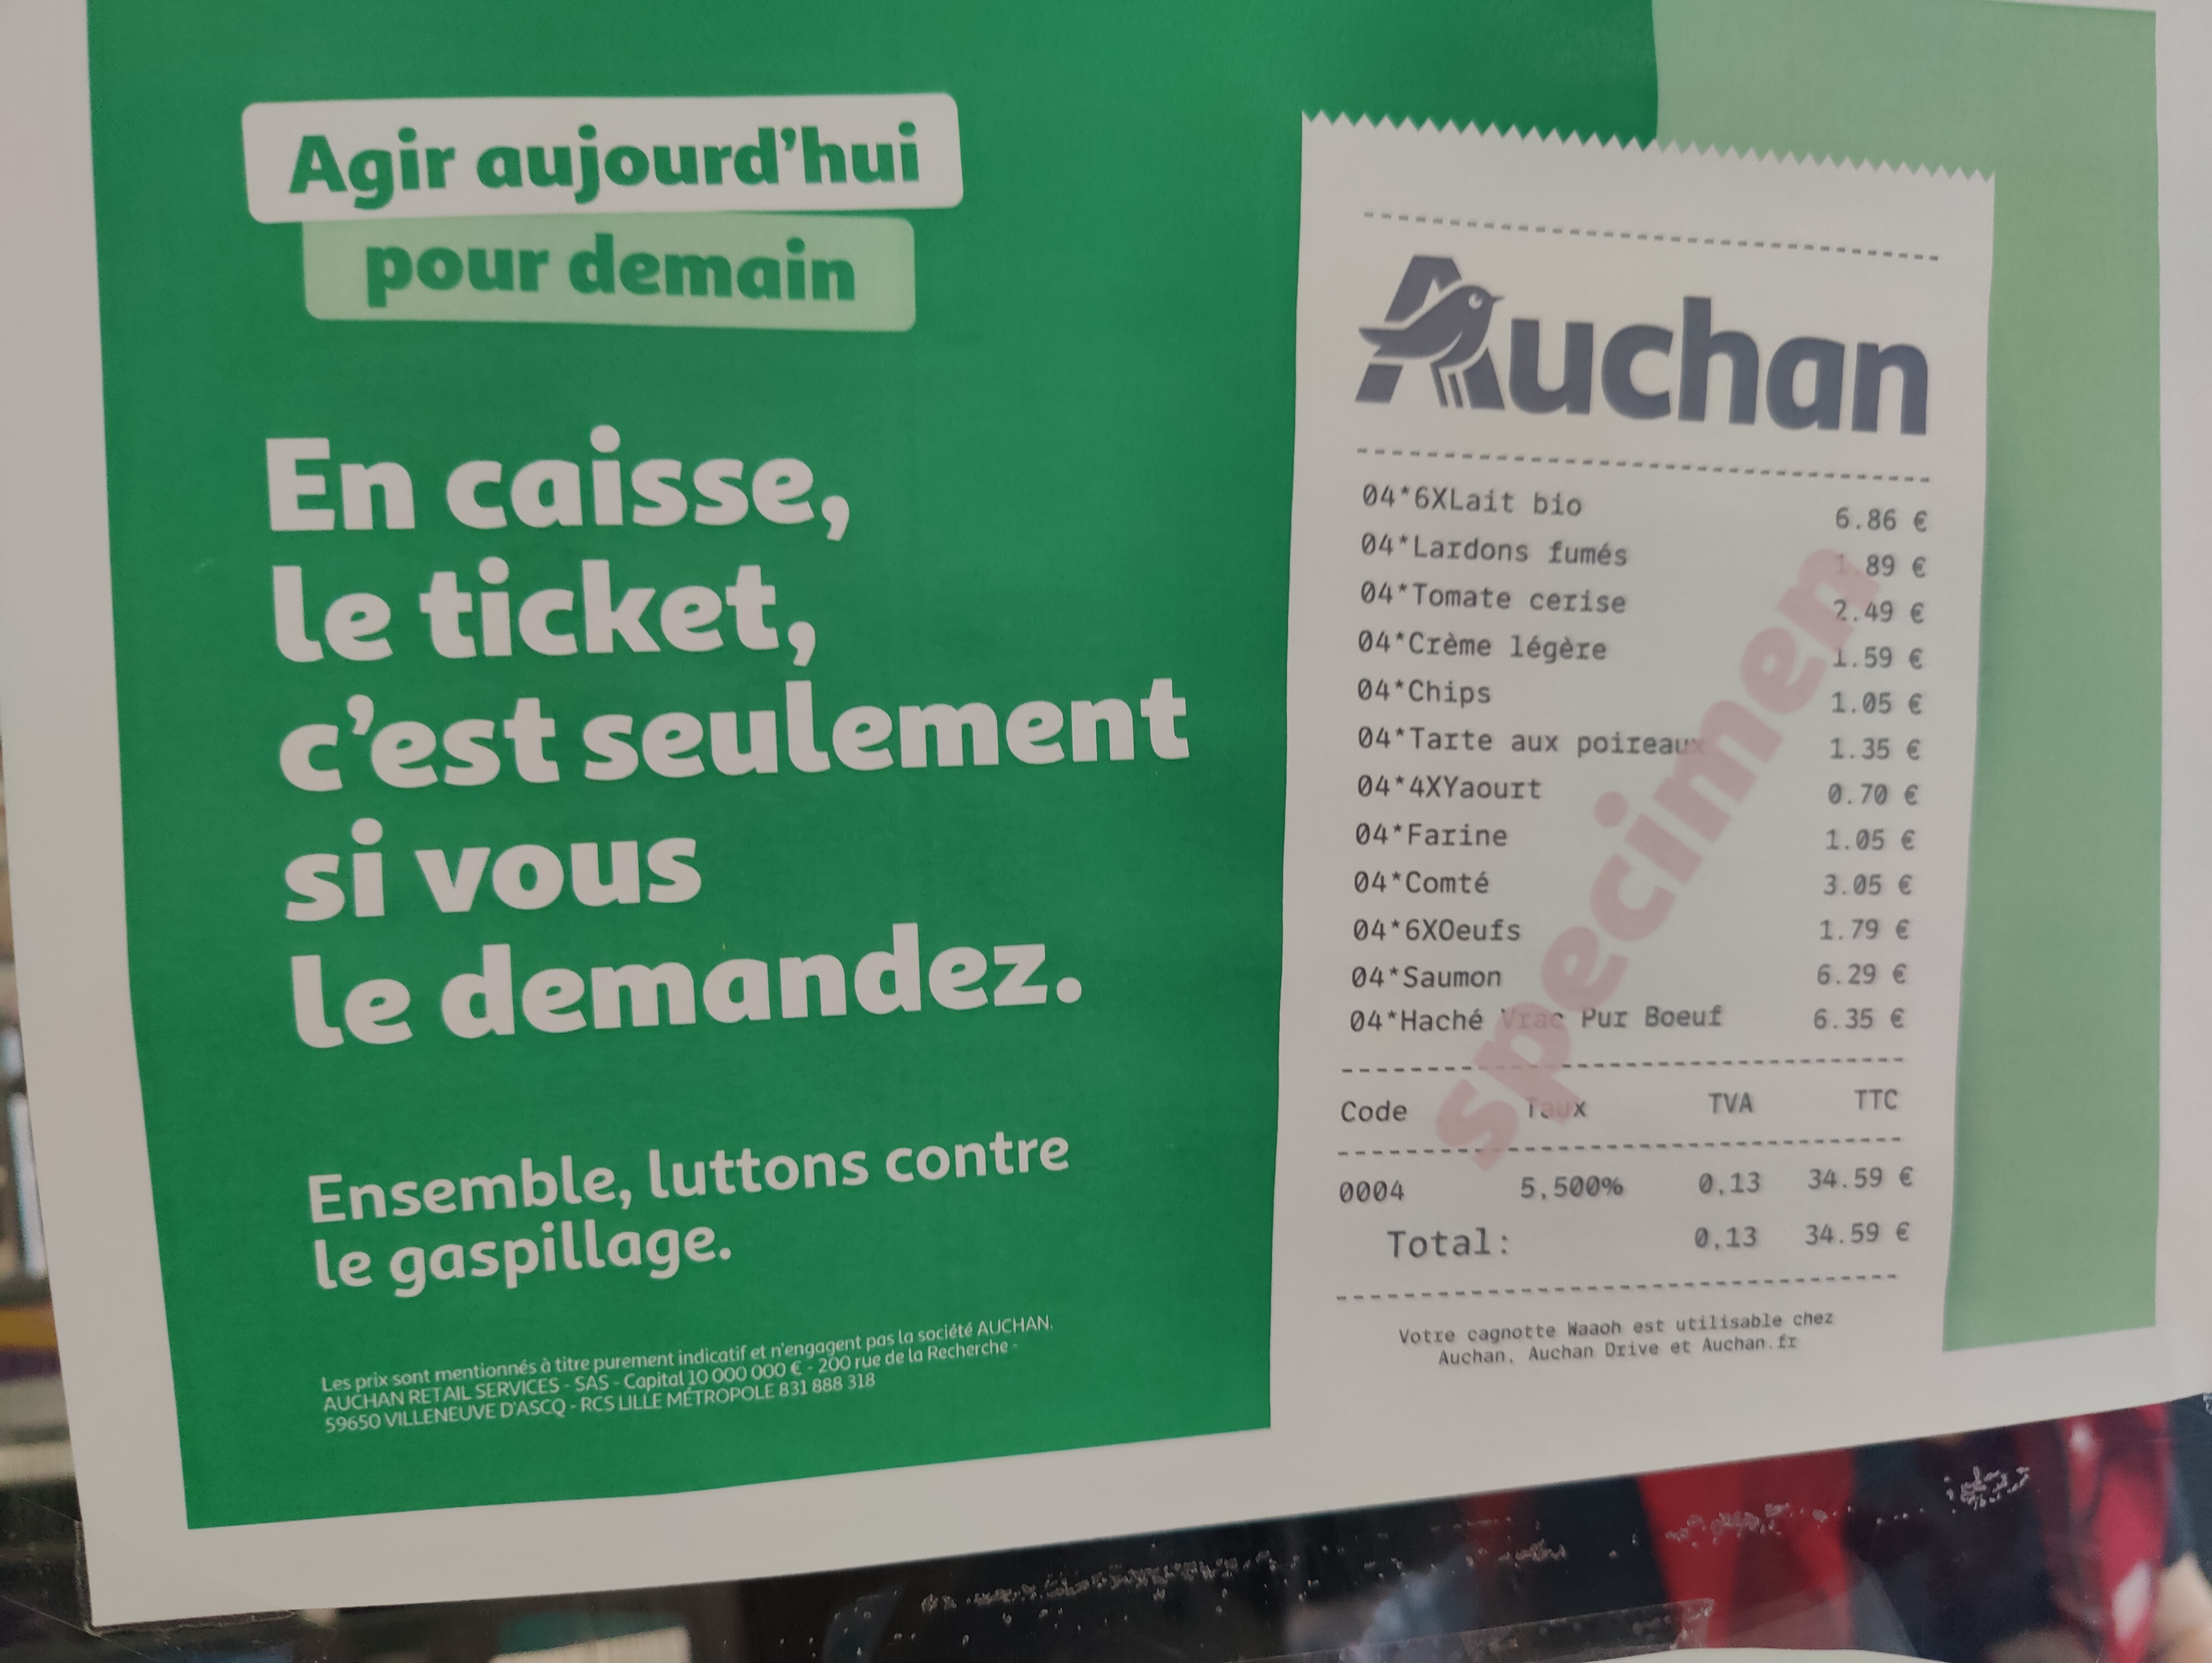 Agir aujourd'hui
pour demain
En caisse,
le ticket,
c'est seulement
si vous
le demandez.
Ensemble, luttons contre
le gaspillage.
Les prix sont mentionnés à titre purement indicatif et n'engagent pas la société AUCHAN.
AUCHAN RETAIL SERVICES - SAS - Capital 10 000 000 € - 200 rue de la Recherche -
59650 VILLENEUVE D'ASCQ - RCS LILLE MÉTROPOLE 831 888 318
Auchan
04*6XLait bio 6.86 €
04*Lardons fumés 1.89 €
04*Tomate cerise 2.49 €
04*Crème légère 1.59 €
04*Chips 1.05 €
04*Tarte aux poireaux 1.35 €
04*4XYaourt 0.70 €
04*Farine 1.05 €
04*Comté 3.05 €
04*6XOeufs 1.79 €
04*Saumon 6.29 €
04*Haché Vrac Pur Boeuf 6.35 €
specimen
Code Taux TVA TTC
0004 5,500% 0,13 34.59 €
Total: 0,13 34.59 €
Votre cagnotte Waaoh est utilisable chez
Auchan, Auchan Drive et Auchan.fr